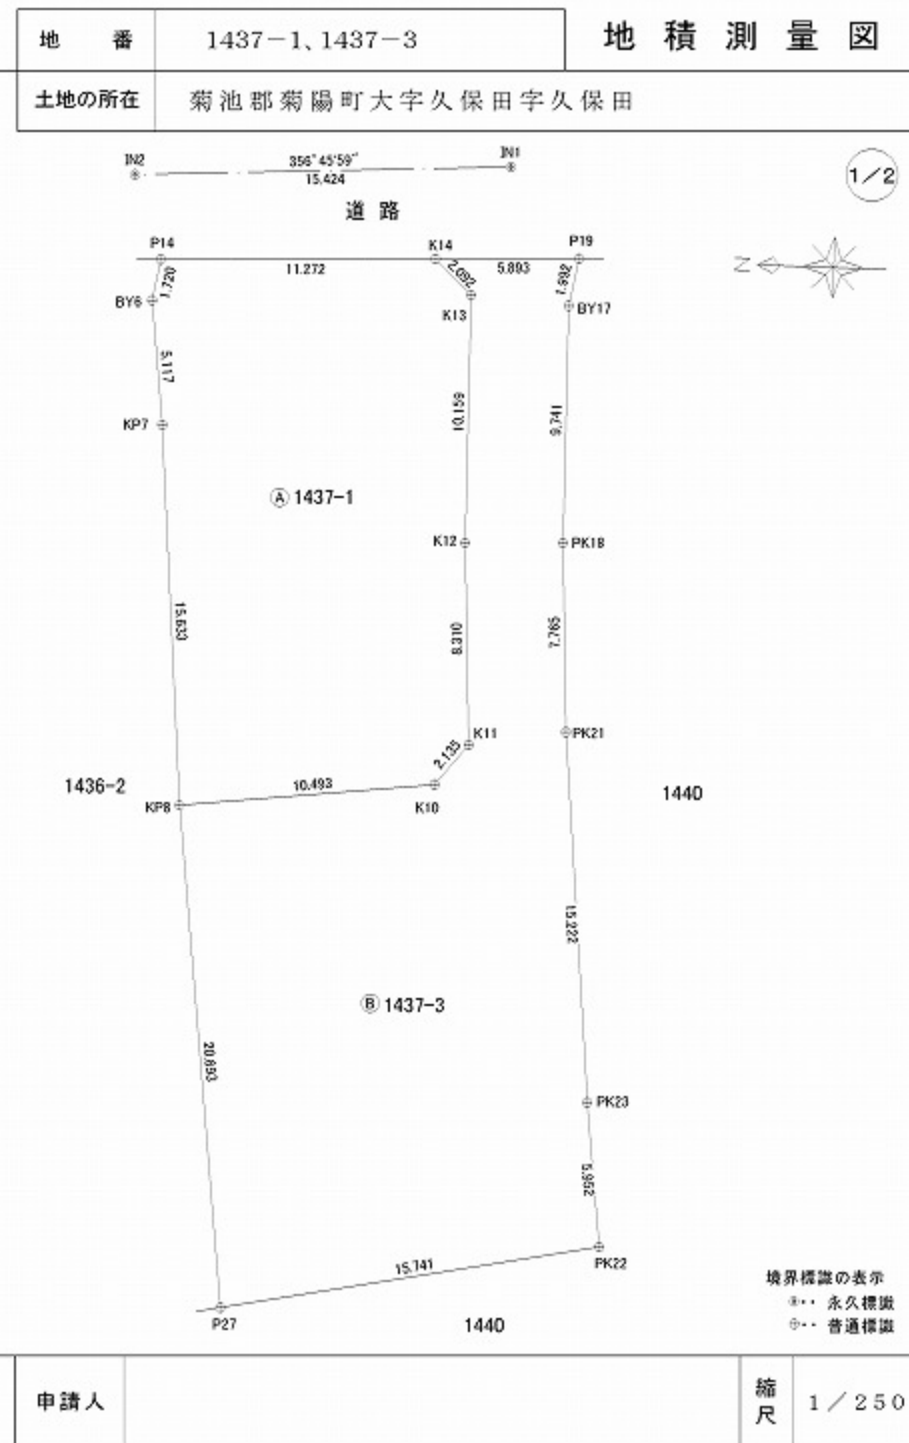 地番 1437-1、1437-3
地積測量図
土地の所在 菊池郡菊陽町大字久保田字久保田
IN2 356°45'59" IN1
15.424
1/2
道路
P14 K14 P19
11.272 2.092 5.893
1.720 1.992
BY6 K13 BY17
N
5.117
KP7
10.159 9.741
Ⓐ 1437-1
K12 PK18
15.633 8.310 7.765
K11 PK21
2.135
1436-2 10.493 1440
KP8 K10
15.222
Ⓑ 1437-3
20.693
PK23
5.952
15.741
PK22
P27
1440
境界標識の表示
永久標識
普通標識
申請人
縮尺 1/250